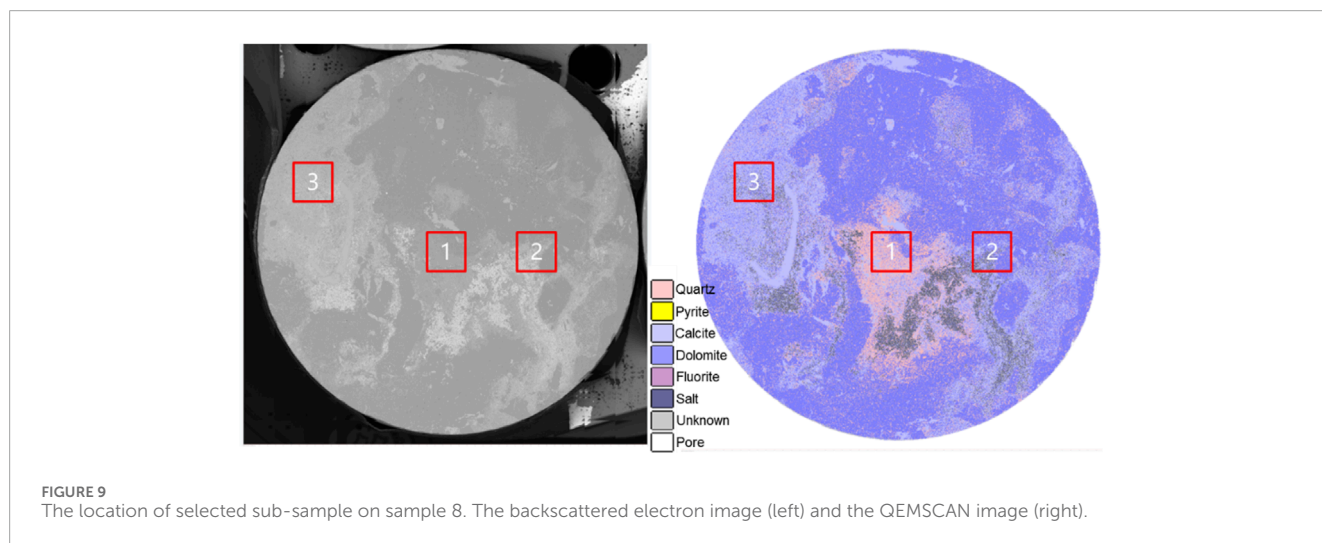 3
1
2
3
1
2
Quartz
Pyrite
Calcite
Dolomite
Fluorite
Salt
Unknown
Pore
FIGURE 9
The location of selected sub-sample on sample 8. The backscattered electron image (left) and the QEMSCAN image (right).